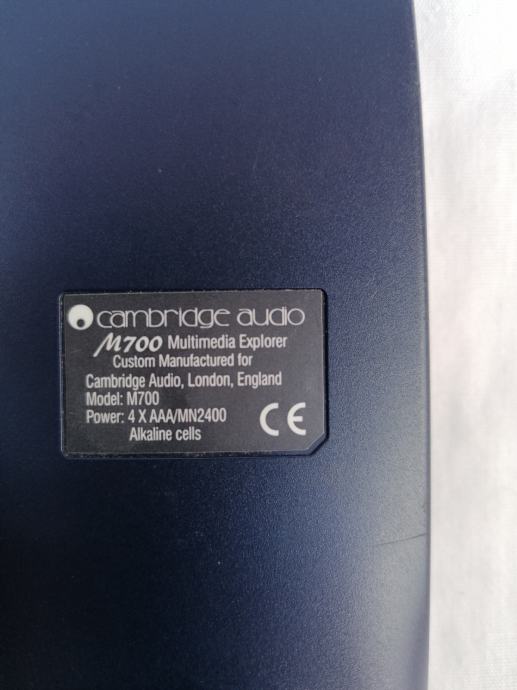 cambridge audio
M700 Multimedia Explorer
Custom Manufactured for
Cambridge Audio, London, England
Model: M700
Power: 4 X AAA/MN2400
Alkaline cells
CE